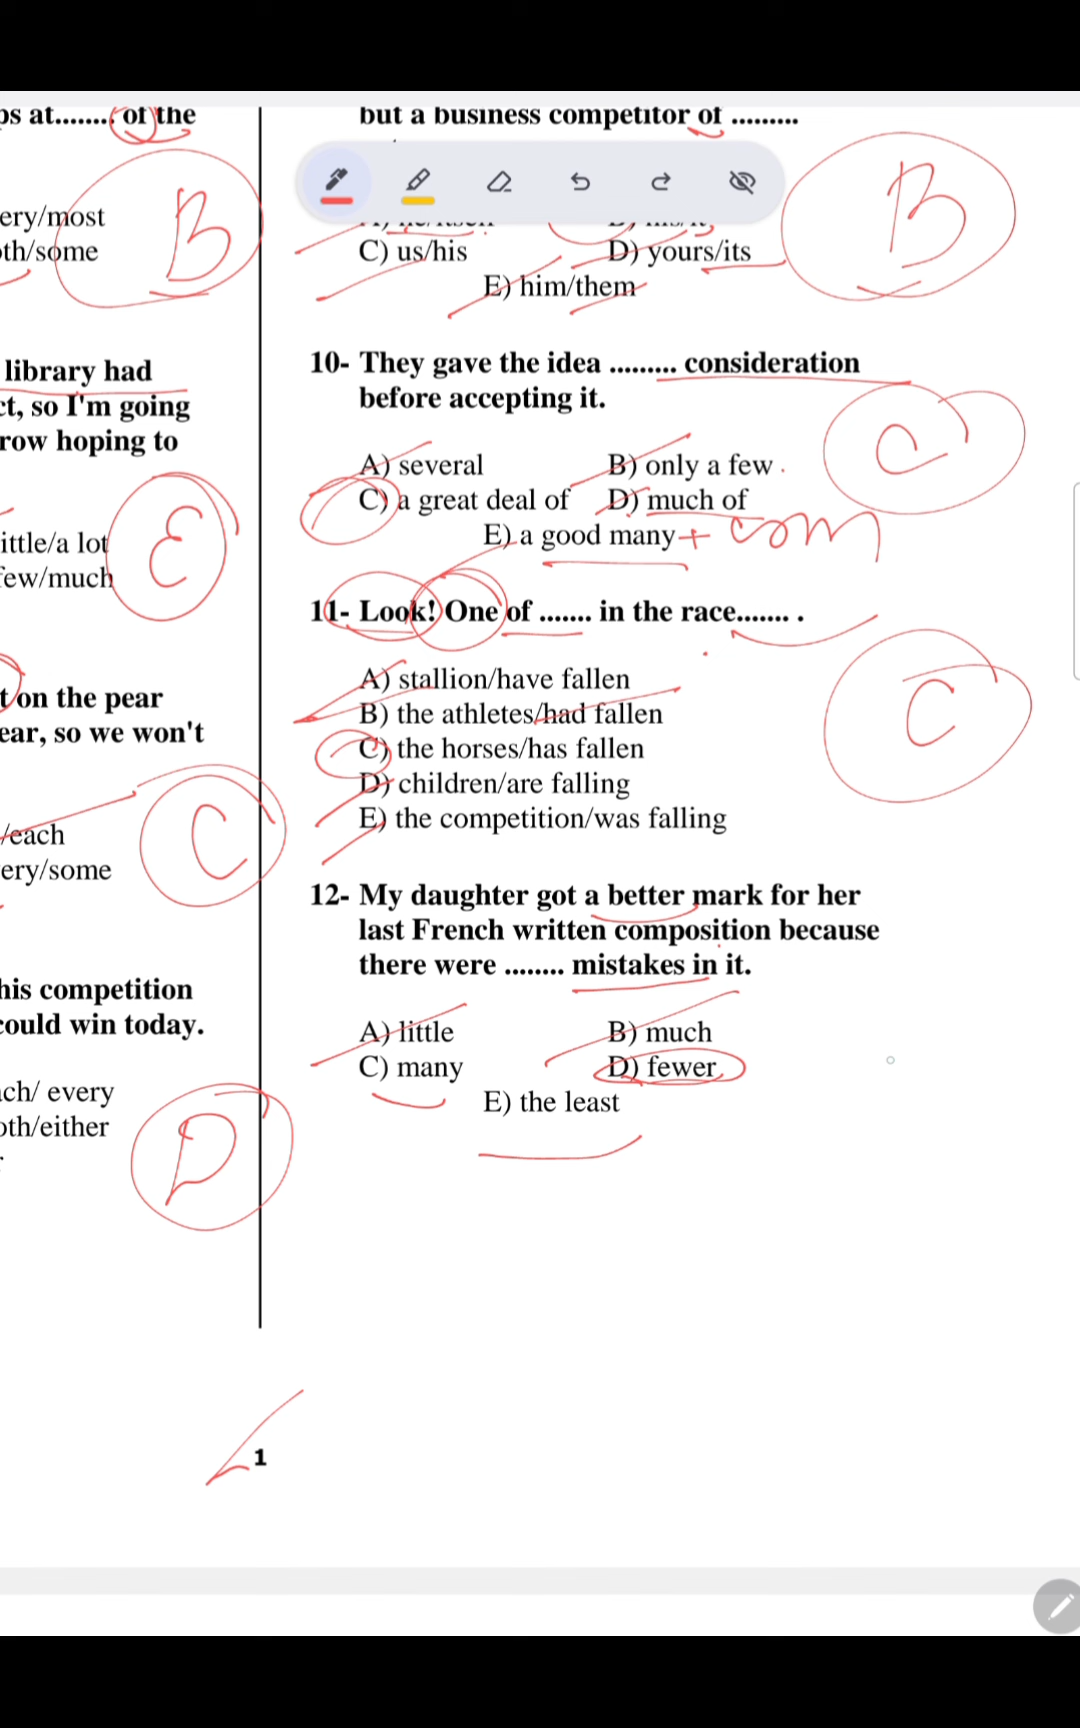 ps at....... of the
ery/most
oth/some
library had
ct, so I'm going
row hoping to
ittle/a lot
few/much
t on the pear
ear, so we won't
/each
ery/some
his competition
could win today.
ach/ every
oth/either
B
E
C
D
but a business competitor of .........
C) us/his
D) yours/its
E) him/them
B
10- They gave the idea ......... consideration
before accepting it.
A) several
B) only a few
C) a great deal of
D) much of
E) a good many + com
C
11- Look! One of ....... in the race....... .
A) stallion/have fallen
B) the athletes/had fallen
C) the horses/has fallen
D) children/are falling
E) the competition/was falling
C
12- My daughter got a better mark for her
last French written composition because
there were ........ mistakes in it.
A) little
B) much
C) many
D) fewer
E) the least
1